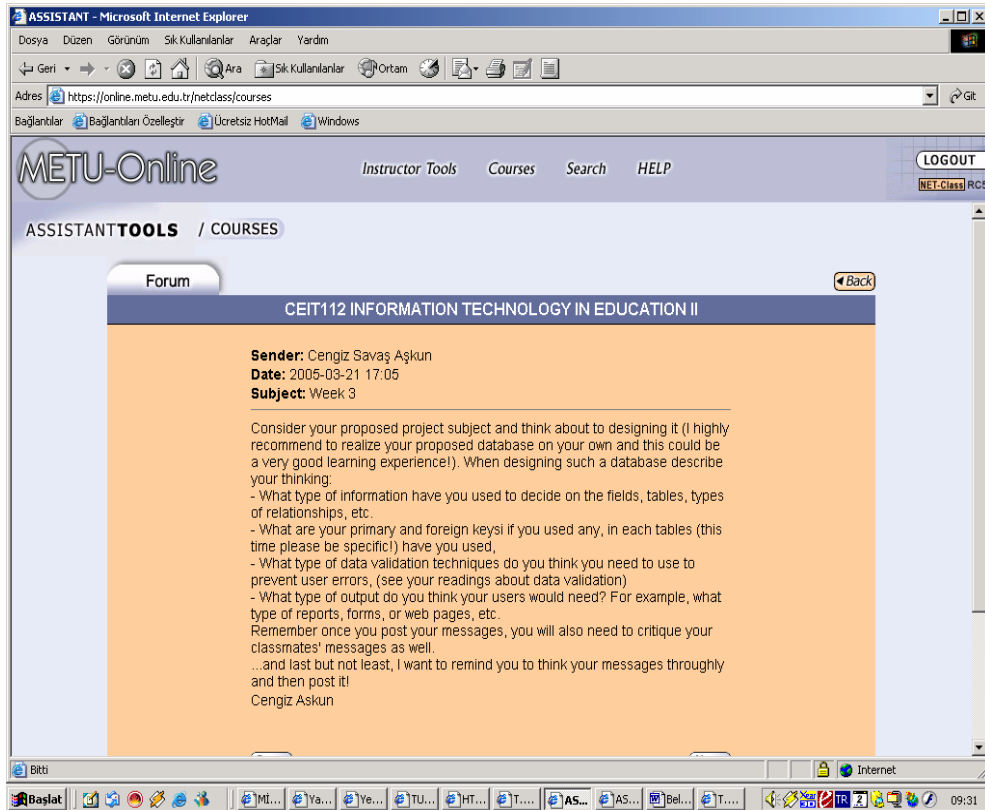 ASSISTANT - Microsoft Internet Explorer
Dosya Düzen Görünüm Sık Kullanılanlar Araçlar Yardım
Geri Ara Sık Kullanılanlar Ortam
Adres https://online.metu.edu.tr/netclass/courses Git
Bağlantılar Bağlantıları Özelleştir Ücretsiz HotMail Windows
METU-Online Instructor Tools Courses Search HELP LOGOUT
NET-Class RC5
ASSISTANTTOOLS / COURSES
Forum Back
CEIT112 INFORMATION TECHNOLOGY IN EDUCATION II
Sender: Cengiz Savaş Aşkun
Date: 2005-03-21 17:05
Subject: Week 3
Consider your proposed project subject and think about to designing it (I highly
recommend to realize your proposed database on your own and this could be
a very good learning experience!). When designing such a database describe
your thinking:
- What type of information have you used to decide on the fields, tables, types
of relationships, etc.
- What are your primary and foreign keysi if you used any, in each tables (this
time please be specific!) have you used,
- What type of data validation techniques do you think you need to use to
prevent user errors, (see your readings about data validation)
- What type of output do you think your users would need? For example, what
type of reports, forms, or web pages, etc.
Remember once you post your messages, you will also need to critique your
classmates' messages as well.
...and last but not least, I want to remind you to think your messages throughly
and then post it!
Cengiz Askun
Bitti Internet
Başlat Mİ... Ya... Ye... TU... HT... T.... AS... AS... Bel... T.... TR 09:31